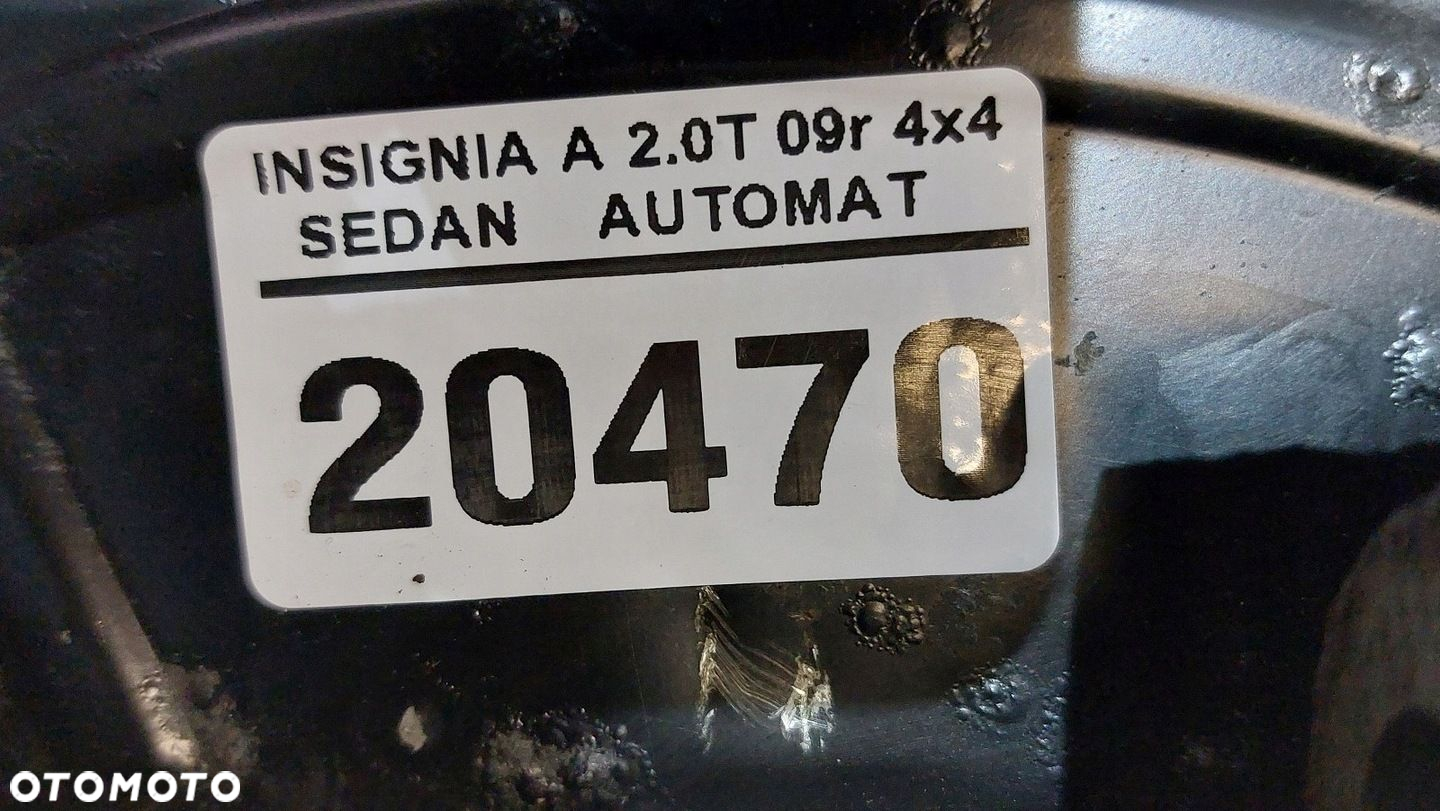 INSIGNIA A 2.0T 09r 4x4
SEDAN AUTOMAT
20470
OTOMOTO